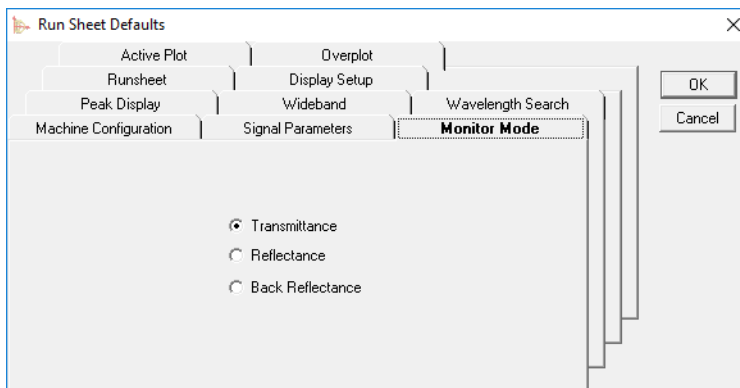 Run Sheet Defaults
Active Plot Overplot
Runsheet Display Setup
Peak Display Wideband Wavelength Search
Machine Configuration Signal Parameters Monitor Mode
OK
Cancel
Transmittance
Reflectance
Back Reflectance